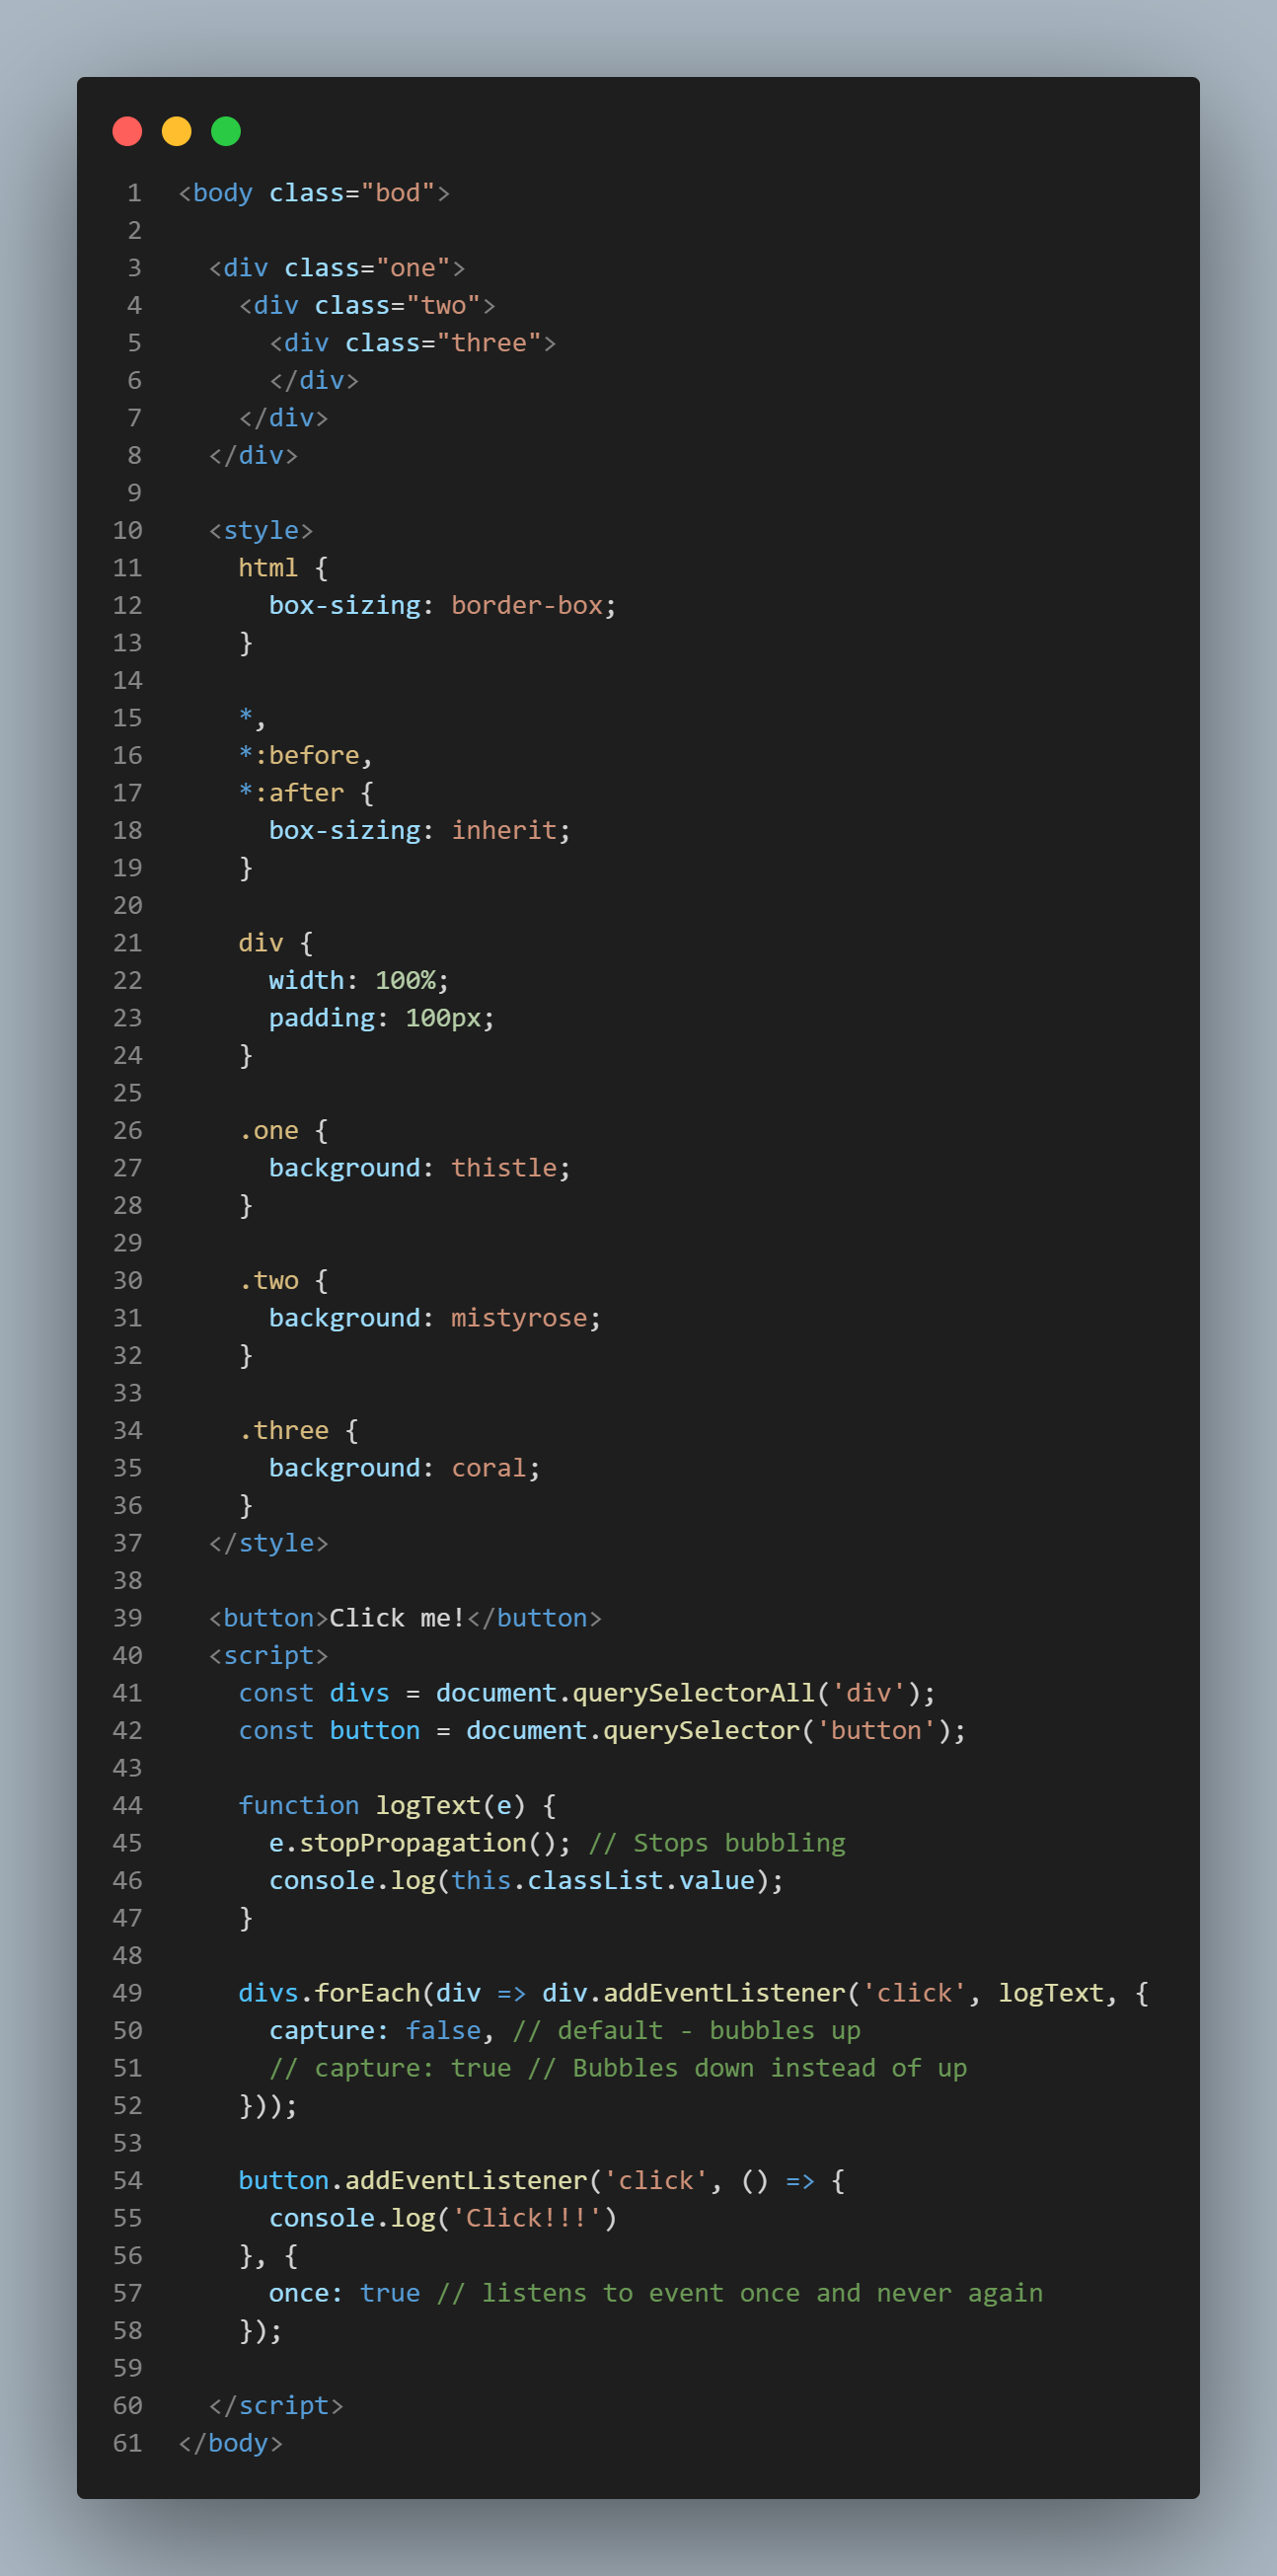 1 <body class="bod">
2
3   <div class="one">
4     <div class="two">
5       <div class="three">
6       </div>
7     </div>
8   </div>
9
10   <style>
11     html {
12       box-sizing: border-box;
13     }
14
15     *,
16     *:before,
17     *:after {
18       box-sizing: inherit;
19     }
20
21     div {
22       width: 100%;
23       padding: 100px;
24     }
25
26     .one {
27       background: thistle;
28     }
29
30     .two {
31       background: mistyrose;
32     }
33
34     .three {
35       background: coral;
36     }
37   </style>
38
39   <button>Click me!</button>
40   <script>
41     const divs = document.querySelectorAll('div');
42     const button = document.querySelector('button');
43
44     function logText(e) {
45       e.stopPropagation(); // Stops bubbling
46       console.log(this.classList.value);
47     }
48
49     divs.forEach(div => div.addEventListener('click', logText, {
50       capture: false, // default - bubbles up
51       // capture: true // Bubbles down instead of up
52     }));
53
54     button.addEventListener('click', () => {
55       console.log('Click!!!')
56     }, {
57       once: true // listens to event once and never again
58     });
59
60   </script>
61 </body>